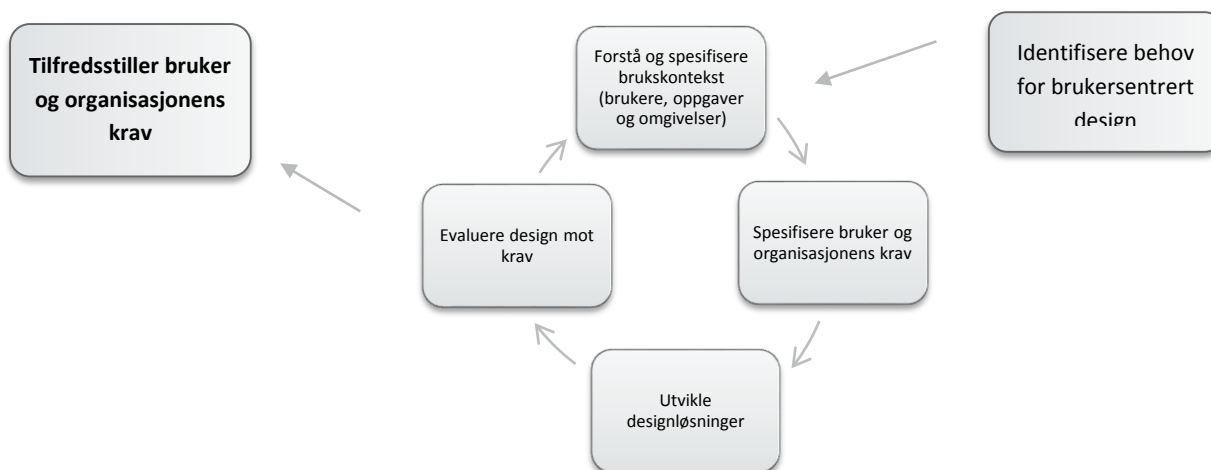 Tilfredsstiller bruker
og organisasjonens
krav
Forstå og spesifisere
brukskontekst
(brukere, oppgaver
og omgivelser)
Identifisere behov
for brukersentrert
design
Spesifisere bruker og
organisasjonens krav
Utvikle
designløsninger
Evaluere design mot
krav